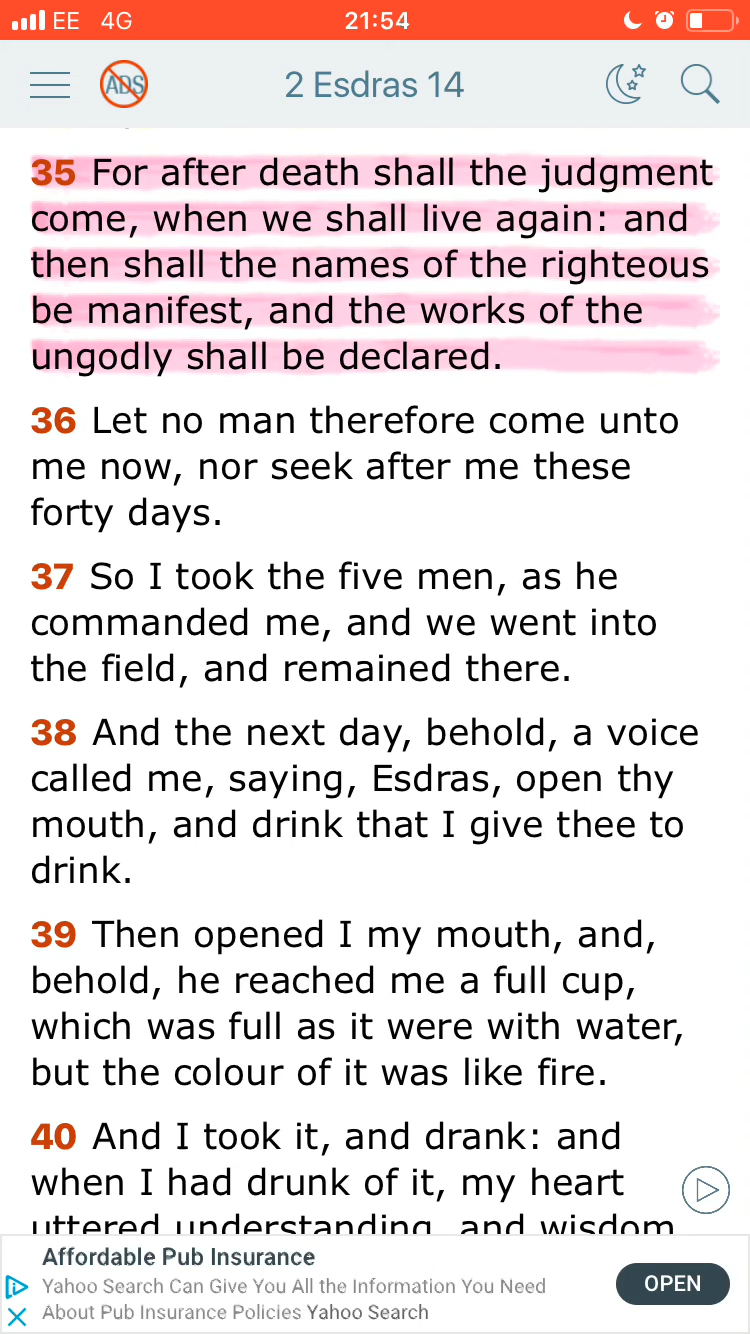 EE 4G 21:54
ADS 2 Esdras 14
35 For after death shall the judgment
come, when we shall live again: and
then shall the names of the righteous
be manifest, and the works of the
ungodly shall be declared.
36 Let no man therefore come unto
me now, nor seek after me these
forty days.
37 So I took the five men, as he
commanded me, and we went into
the field, and remained there.
38 And the next day, behold, a voice
called me, saying, Esdras, open thy
mouth, and drink that I give thee to
drink.
39 Then opened I my mouth, and,
behold, he reached me a full cup,
which was full as it were with water,
but the colour of it was like fire.
40 And I took it, and drank: and
when I had drunk of it, my heart
uttered understanding, and wisdom
Affordable Pub Insurance
Yahoo Search Can Give You All the Information You Need
About Pub Insurance Policies Yahoo Search
OPEN